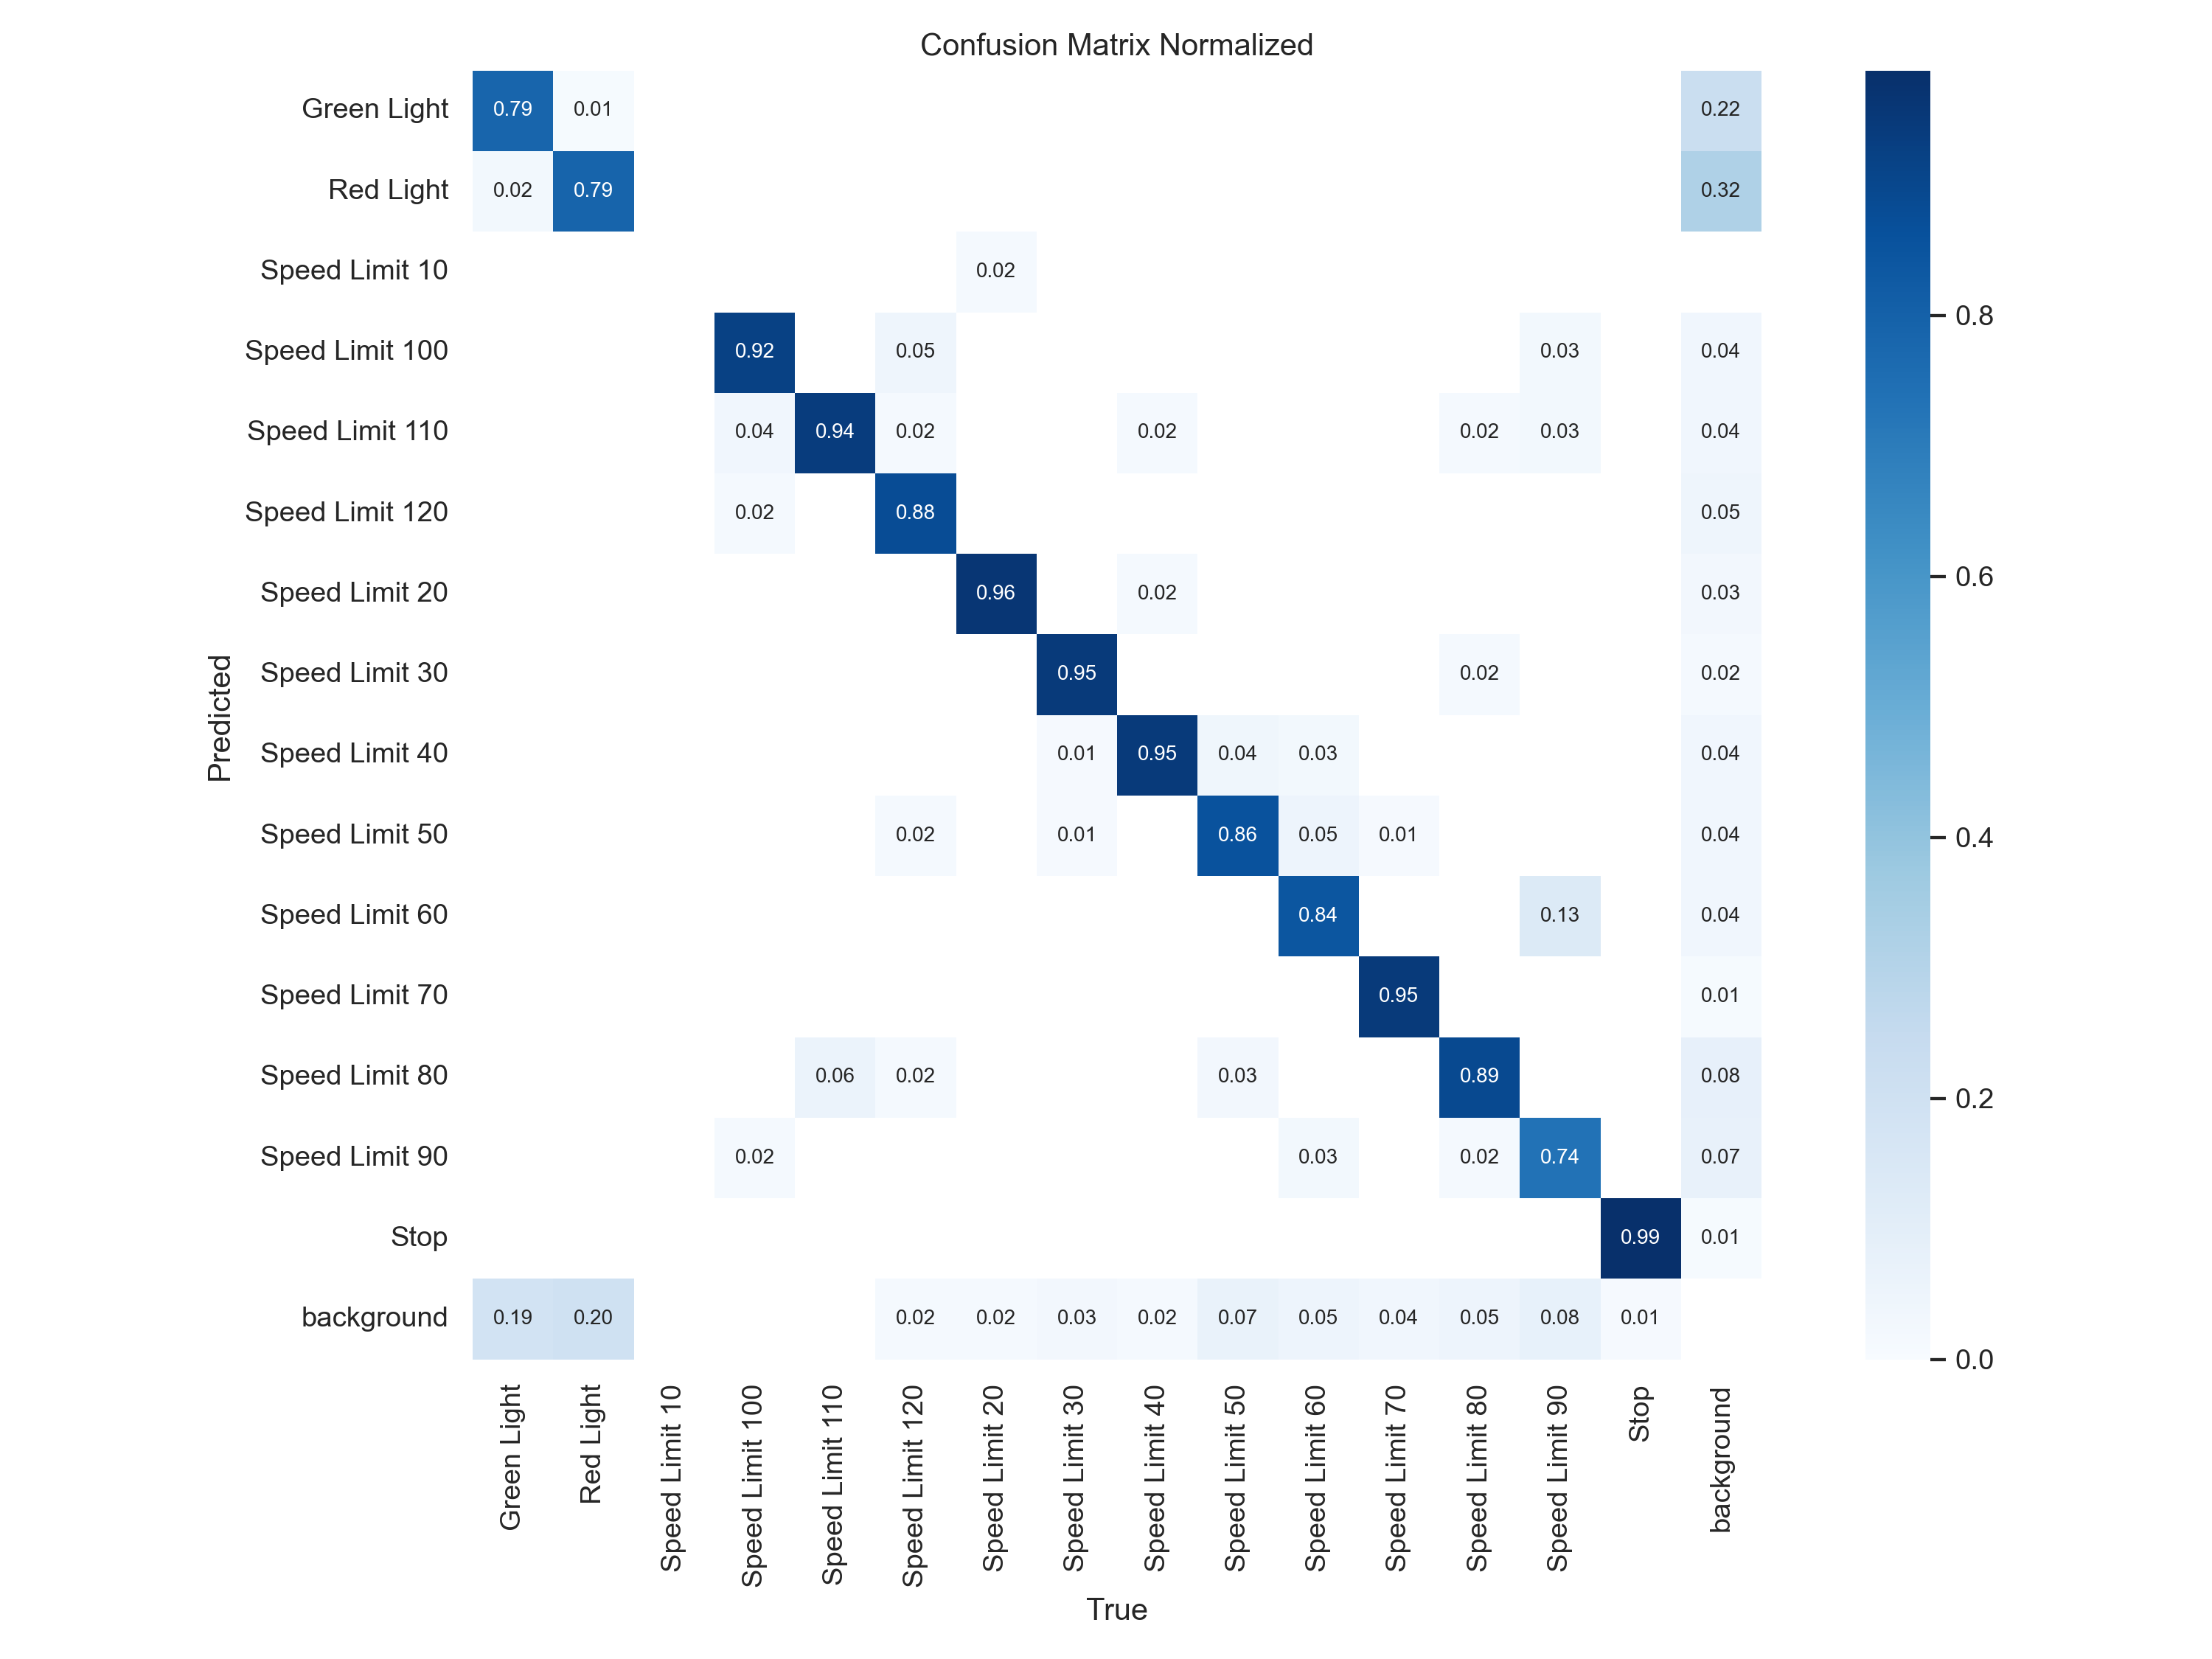 Confusion Matrix Normalized
Green Light 0.79 0.01 0.22
Red Light 0.02 0.79 0.32
Speed Limit 10 0.02
Speed Limit 100 0.92 0.05 0.03 0.04
Speed Limit 110 0.04 0.94 0.02 0.02 0.02 0.03 0.04
Speed Limit 120 0.02 0.88 0.05
Speed Limit 20 0.96 0.02 0.03
Speed Limit 30 0.95 0.02 0.02
Speed Limit 40 0.01 0.95 0.04 0.03 0.04
Speed Limit 50 0.02 0.01 0.86 0.05 0.01 0.04
Speed Limit 60 0.84 0.13 0.04
Speed Limit 70 0.95 0.01
Speed Limit 80 0.06 0.02 0.03 0.89 0.08
Speed Limit 90 0.02 0.03 0.02 0.74 0.07
Stop 0.99 0.01
background 0.19 0.20 0.02 0.02 0.03 0.02 0.07 0.05 0.04 0.05 0.08 0.01
Predicted
Green Light
Red Light
Speed Limit 10
Speed Limit 100
Speed Limit 110
Speed Limit 120
Speed Limit 20
Speed Limit 30
Speed Limit 40
Speed Limit 50
Speed Limit 60
Speed Limit 70
Speed Limit 80
Speed Limit 90
Stop
background
True
0.8
0.6
0.4
0.2
0.0